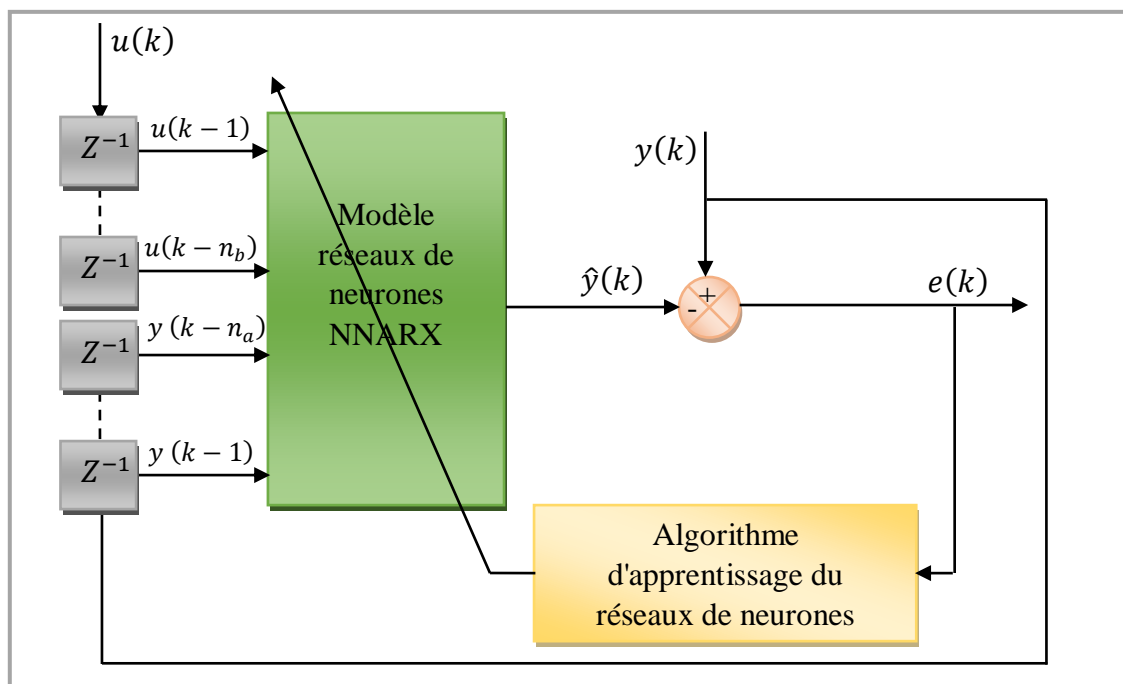 u(k)
Z⁻¹
u(k − 1)
Z⁻¹
u(k − n_b)
Z⁻¹
y (k − n_a)
Z⁻¹
y (k − 1)
Modèle
réseaux de
neurones
NNARX
y(k)
ŷ(k)
+
-
e(k)
Algorithme
d'apprentissage du
réseaux de neurones